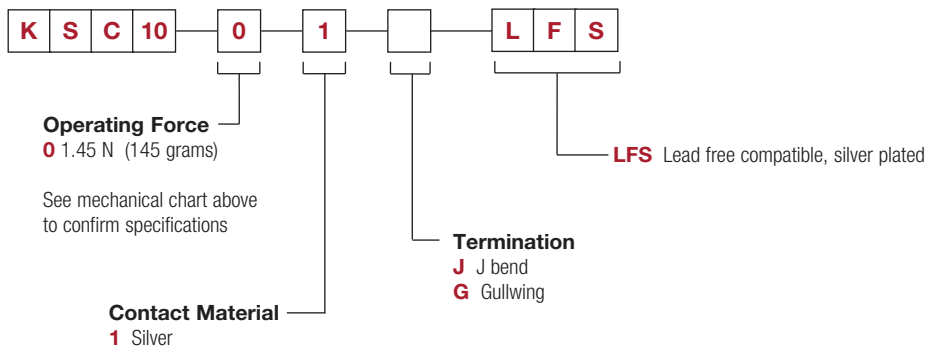 K S C 10 0 1 L F S
Operating Force
0 1.45 N (145 grams)
See mechanical chart above
to confirm specifications
LFS Lead free compatible, silver plated
Termination
J J bend
G Gullwing
Contact Material
1 Silver